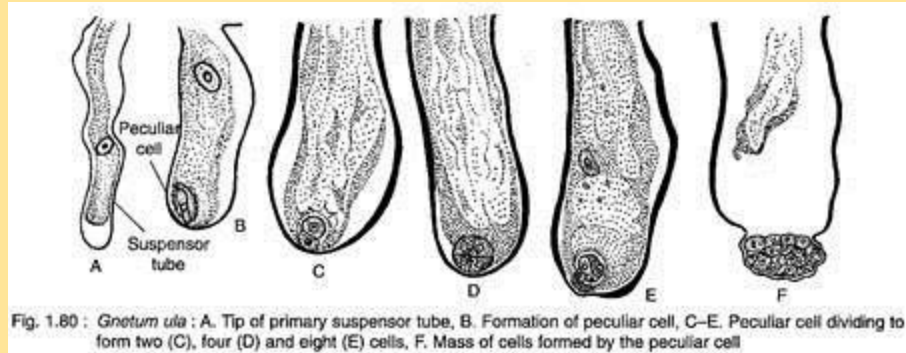 Peculiar
cell
Suspensor
tube
A
B
C
D
E
F
Fig. 1.80 : Gnetum ula : A. Tip of primary suspensor tube, B. Formation of peculiar cell, C–E. Peculiar cell dividing to
form two (C), four (D) and eight (E) cells, F. Mass of cells formed by the peculiar cell